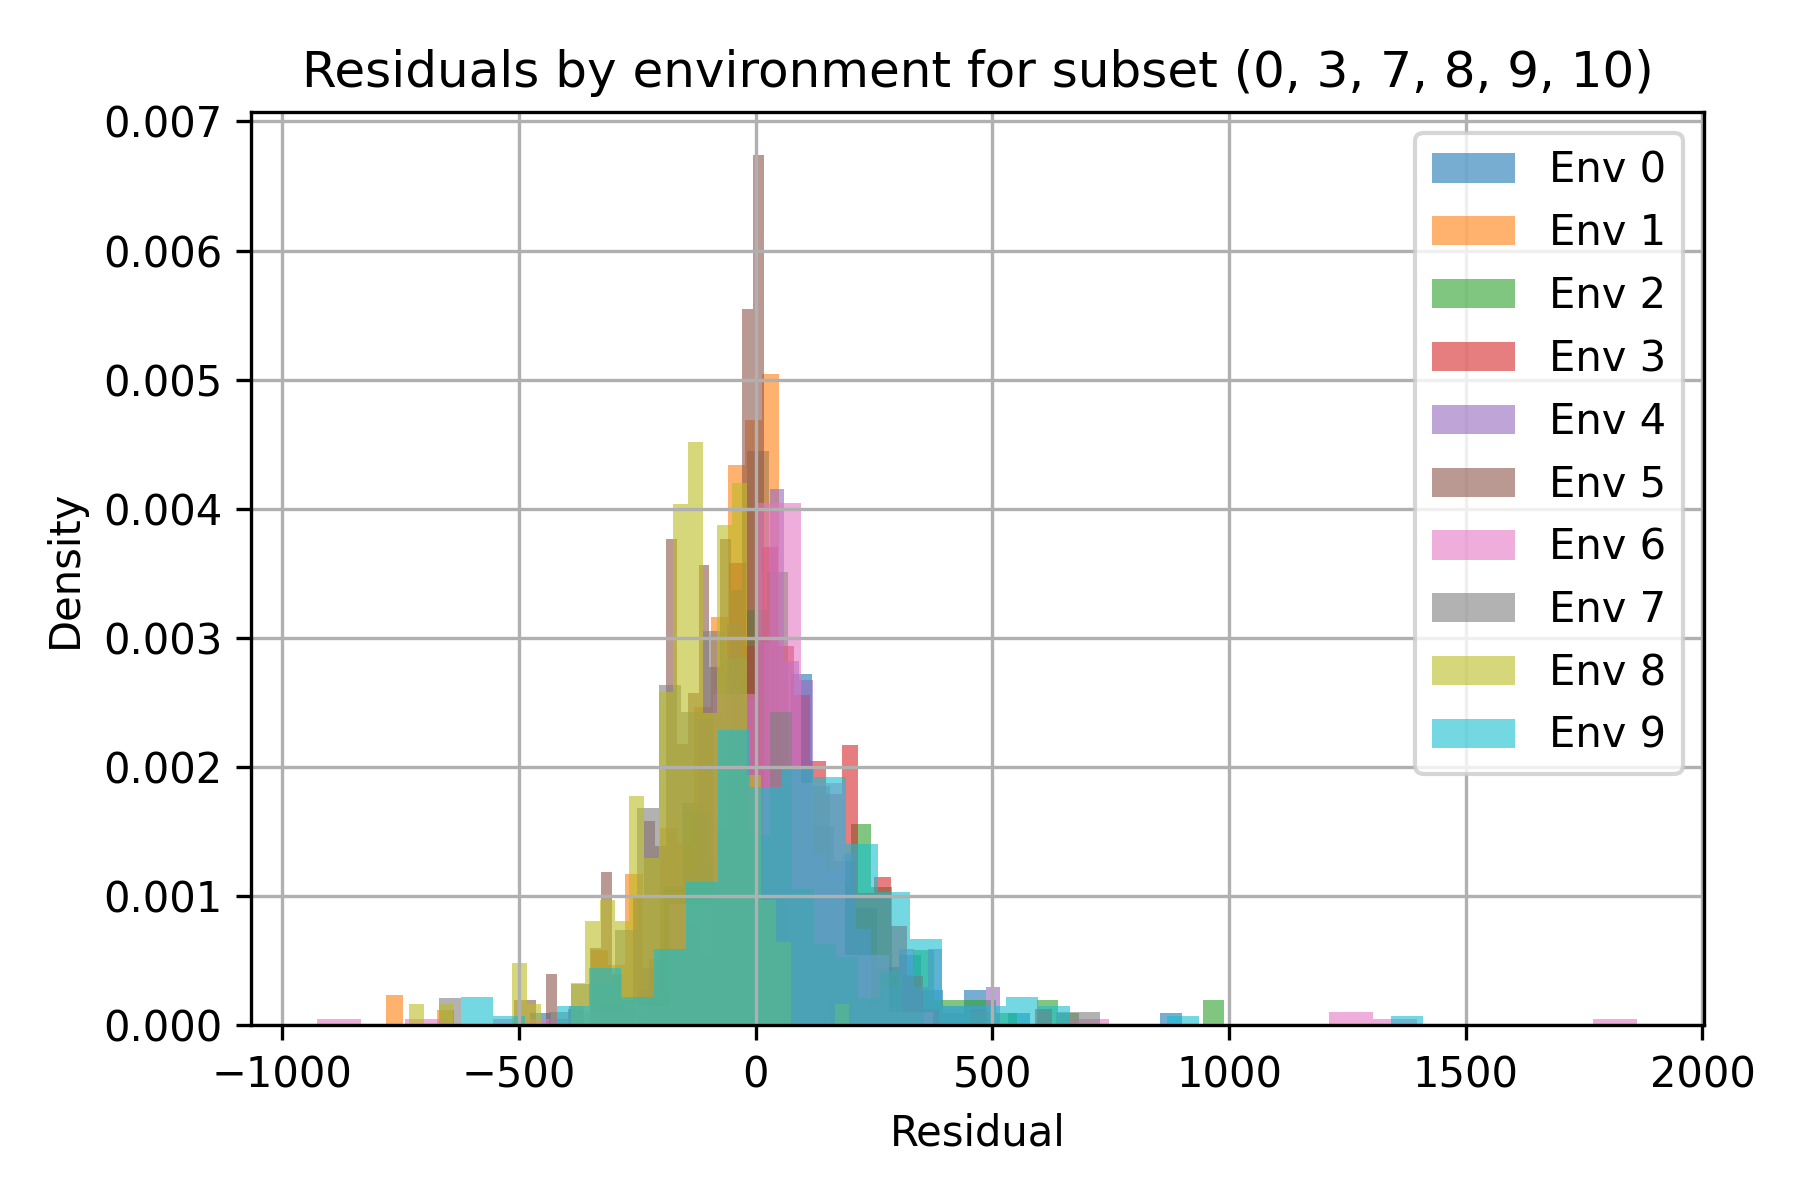 Residuals by environment for subset (0, 3, 7, 8, 9, 10)
0.007
0.006
0.005
0.004
0.003
0.002
0.001
0.000
Density
Env 0
Env 1
Env 2
Env 3
Env 4
Env 5
Env 6
Env 7
Env 8
Env 9
−1000 −500 0 500 1000 1500 2000
Residual